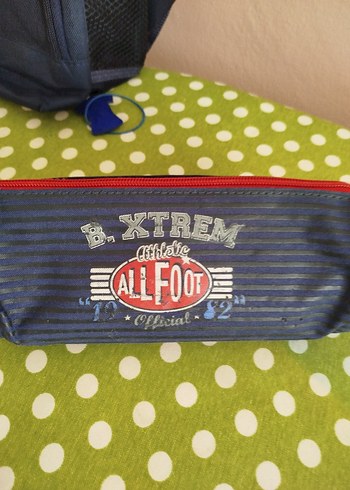 B. XTREM
Athletic
ALLFOOT
"19 82"
Official